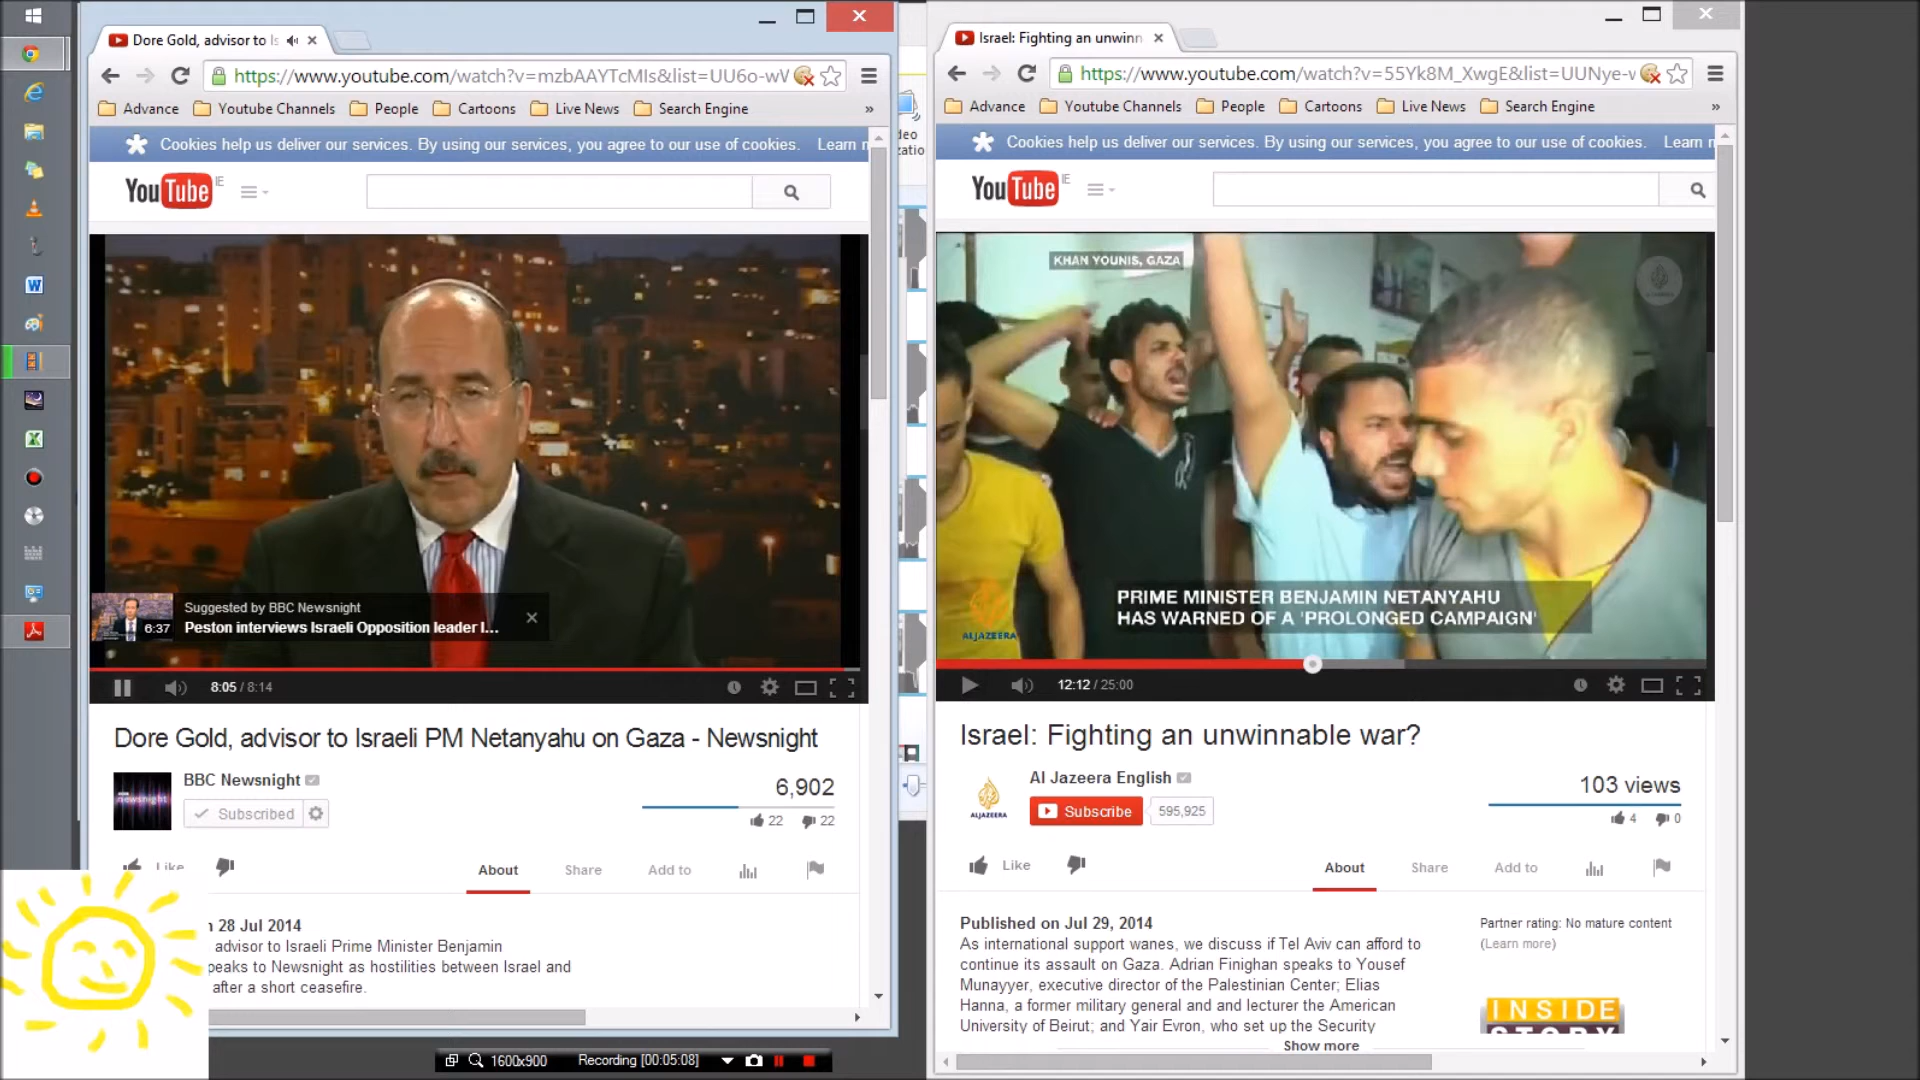 Dore Gold, advisor to Is
https://www.youtube.com/watch?v=mzbAAYTcMIs&list=UU6o-wV
Advance
Youtube Channels
People
Cartoons
Live News
Search Engine
»
Cookies help us deliver our services. By using our services, you agree to our use of cookies.
Learn
YouTube IE
Suggested by BBC Newsnight
Peston interviews Israeli Opposition leader I...
6:37
8:05 / 8:14
Dore Gold, advisor to Israeli PM Netanyahu on Gaza - Newsnight
newsnight
BBC Newsnight
Subscribed
6,902
22
22
Like
About
Share
Add to
28 Jul 2014
advisor to Israeli Prime Minister Benjamin
peaks to Newsnight as hostilities between Israel and
after a short ceasefire.
1600x900
Recording [00:05:08]
deo
zatio
Israel: Fighting an unwinn
https://www.youtube.com/watch?v=55Yk8M_XwgE&list=UUNye-v
Advance
Youtube Channels
People
Cartoons
Live News
Search Engine
»
Cookies help us deliver our services. By using our services, you agree to our use of cookies.
Learn
YouTube IE
KHAN YOUNIS, GAZA
PRIME MINISTER BENJAMIN NETANYAHU
HAS WARNED OF A 'PROLONGED CAMPAIGN'
ALJAZEERA
12:12 / 25:00
Israel: Fighting an unwinnable war?
ALJAZEERA
Al Jazeera English
Subscribe
595,925
103 views
4
0
Like
About
Share
Add to
Published on Jul 29, 2014
As international support wanes, we discuss if Tel Aviv can afford to
continue its assault on Gaza. Adrian Finighan speaks to Yousef
Munayyer, executive director of the Palestinian Center; Elias
Hanna, a former military general and and lecturer the American
University of Beirut; and Yair Evron, who set up the Security
Show more
Partner rating: No mature content
(Learn more)
INSIDE
STORY